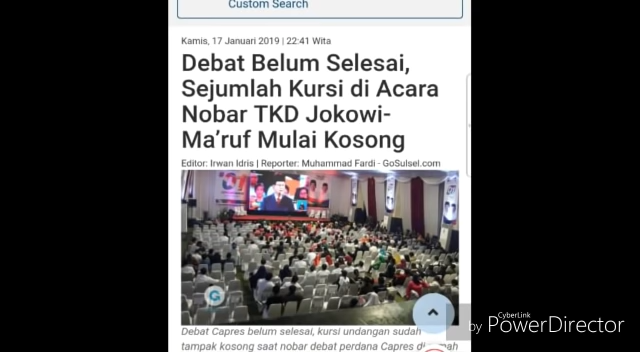 Custom Search
Kamis, 17 Januari 2019 | 22:41 Wita
Debat Belum Selesai,
Sejumlah Kursi di Acara
Nobar TKD Jokowi-
Ma'ruf Mulai Kosong
Editor: Irwan Idris | Reporter: Muhammad Fardi - GoSulsel.com
G
Debat Capres belum selesai, kursi undangan sudah
tampak kosong saat nobar debat perdana Capres di
CyberLink
by PowerDirector